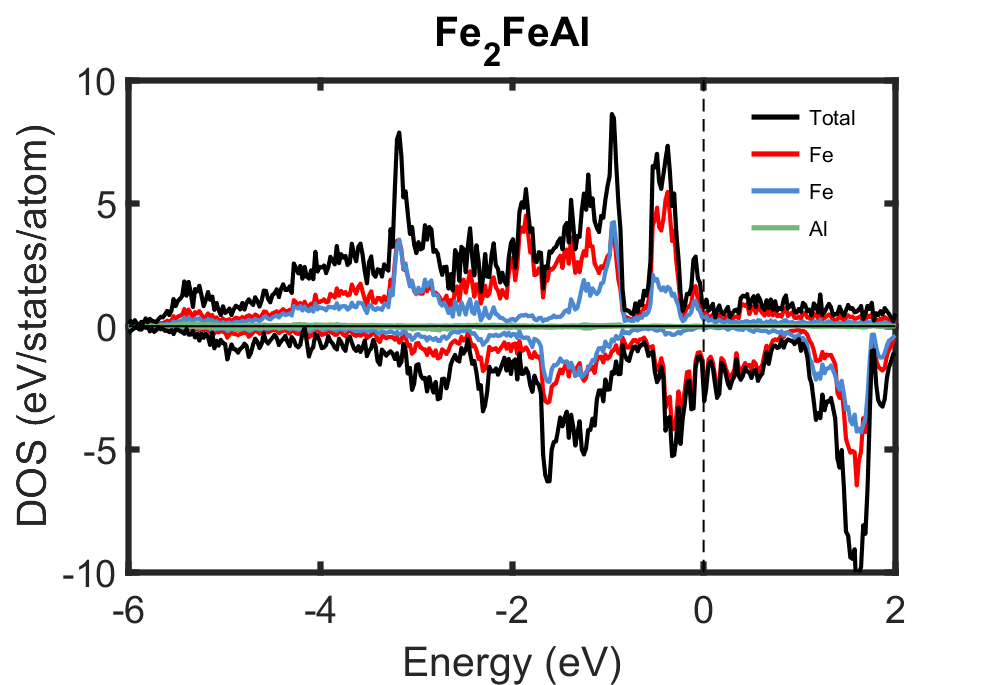 Fe₂FeAl
DOS (eV/states/atom)
10
5
0
-5
-10
Total
Fe
Fe
Al
-6 -4 -2 0 2
Energy (eV)